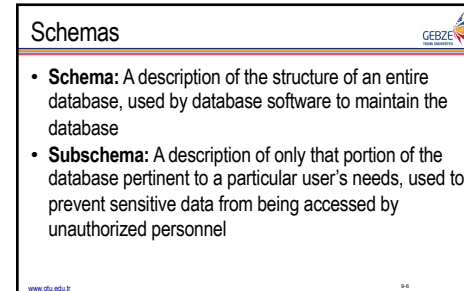 Schemas
GEBZE
• Schema: A description of the structure of an entire
database, used by database software to maintain the
database
• Subschema: A description of only that portion of the
database pertinent to a particular user's needs, used to
prevent sensitive data from being accessed by
unauthorized personnel
www.gtu.edu.tr
9-6